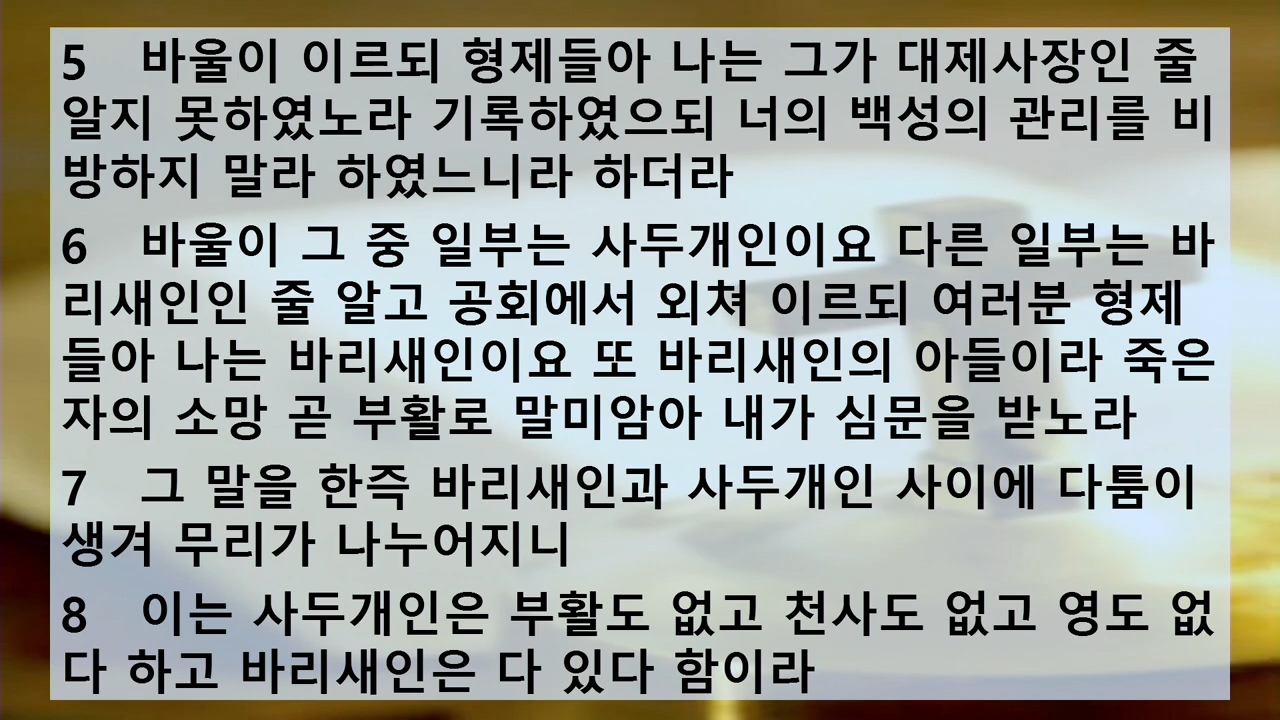 5 바울이 이르되 형제들아 나는 그가 대제사장인 줄
알지 못하였노라 기록하였으되 너의 백성의 관리를 비
방하지 말라 하였느니라 하더라
6 바울이 그 중 일부는 사두개인이요 다른 일부는 바
리새인인 줄 알고 공회에서 외쳐 이르되 여러분 형제
들아 나는 바리새인이요 또 바리새인의 아들이라 죽은
자의 소망 곧 부활로 말미암아 내가 심문을 받노라
7 그 말을 한즉 바리새인과 사두개인 사이에 다툼이
생겨 무리가 나누어지니
8 이는 사두개인은 부활도 없고 천사도 없고 영도 없
다 하고 바리새인은 다 있다 함이라